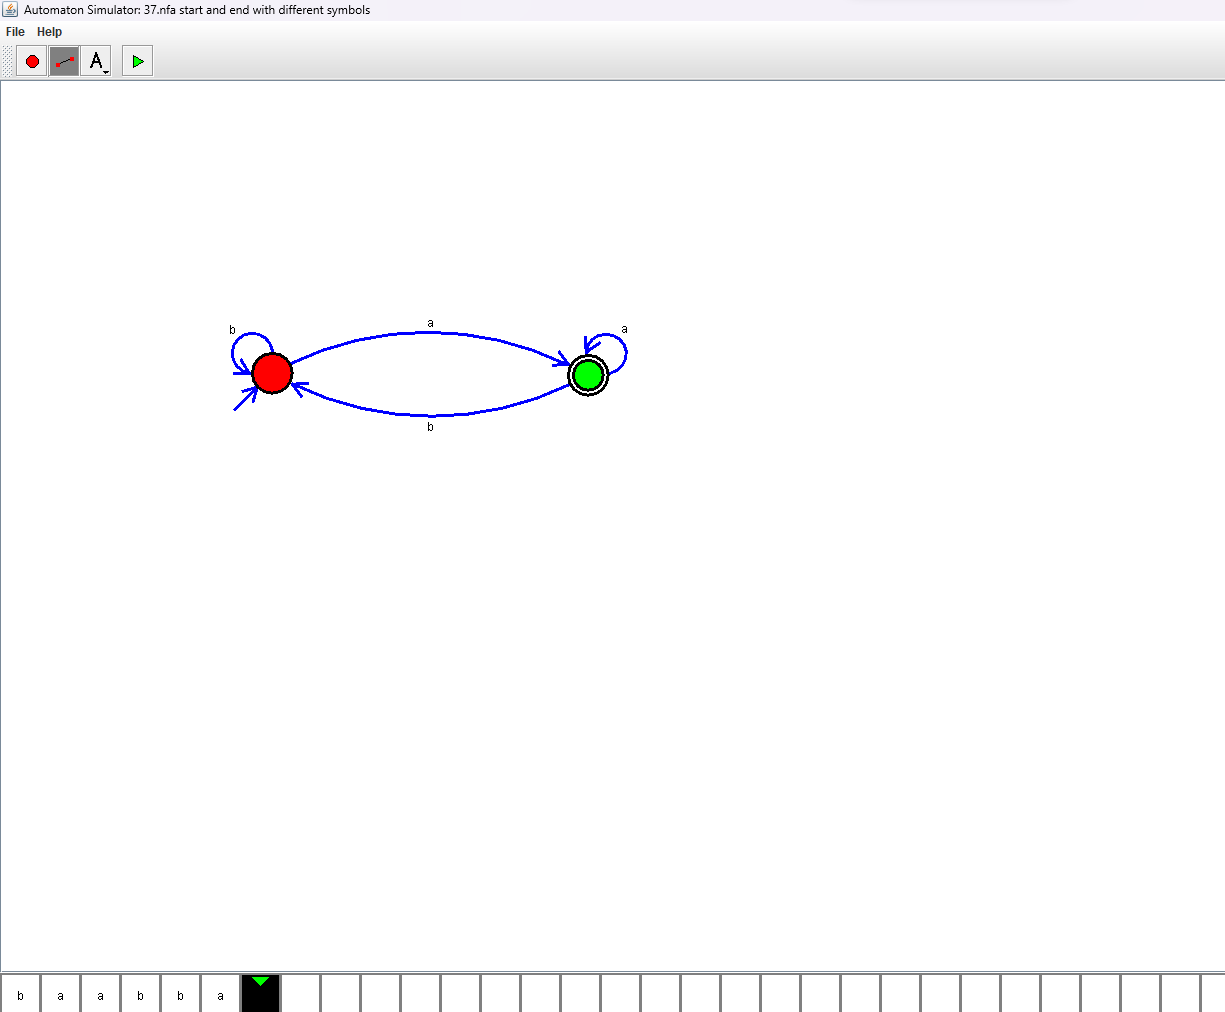 Automaton Simulator: 37.nfa start and end with different symbols
File Help
A
a
b
a
b
b a a b b a